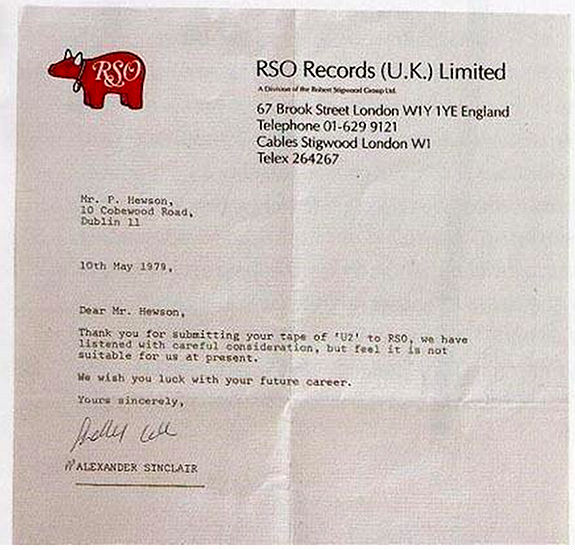 RSO
RSO Records (U.K.) Limited
A Division of the Robert Stigwood Group Ltd.
67 Brook Street London W1Y 1YE England
Telephone 01-629 9121
Cables Stigwood London W1
Telex 264267
Mr. P. Hewson,
10 Cobewood Road,
Dublin 11
10th May 1979,
Dear Mr. Hewson,
Thank you for submitting your tape of 'U2' to RSO, we have
listened with careful consideration, but feel it is not
suitable for us at present.
We wish you luck with your future career.
Yours sincerely,
ALEXANDER SINCLAIR